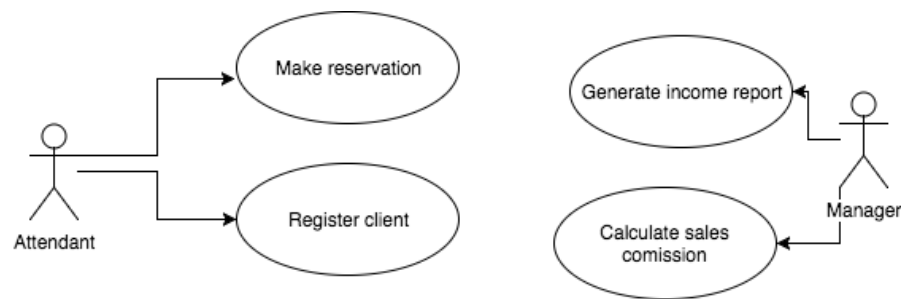 Make reservation
Register client
Attendant
Generate income report
Calculate sales
comission
Manager